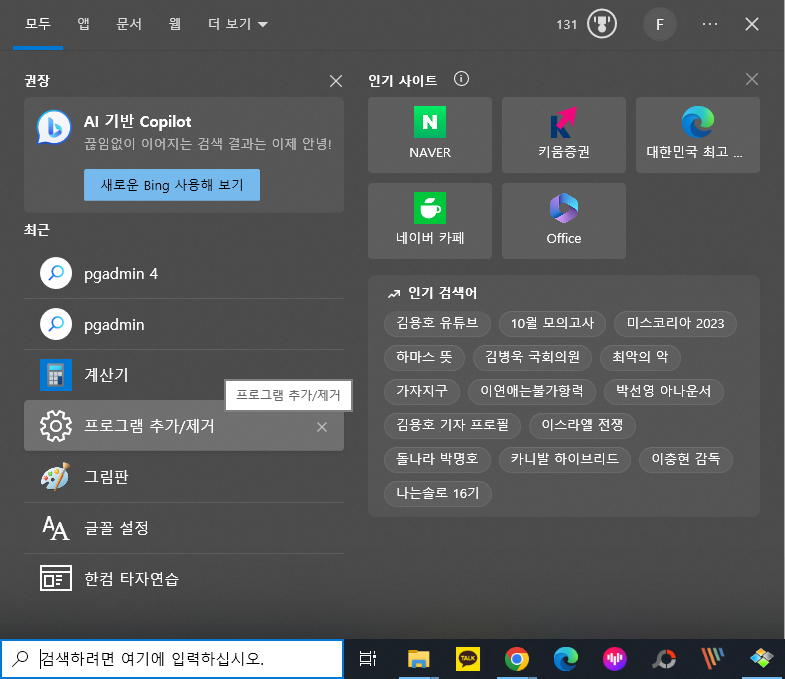 모두 앱 문서 웹 더 보기 131 F
권장
AI 기반 Copilot
끊임없이 이어지는 검색 결과는 이제 안녕!
새로운 Bing 사용해 보기
최근
pgadmin 4
pgadmin
계산기
프로그램 추가/제거
프로그램 추가/제거
그림판
글꼴 설정
한컴 타자연습
인기 사이트
N
NAVER
키움증권
대한민국 최고 ...
네이버 카페
Office
인기 검색어
김용호 유튜브 10월 모의고사 미스코리아 2023
하마스 뜻 김병욱 국회의원 최악의 악
가자지구 이연애는불가항력 박선영 아나운서
김용호 기자 프로필 이스라엘 전쟁
돌나라 박명호 카니발 하이브리드 이충현 감독
나는솔로 16기
검색하려면 여기에 입력하십시오.
TALK